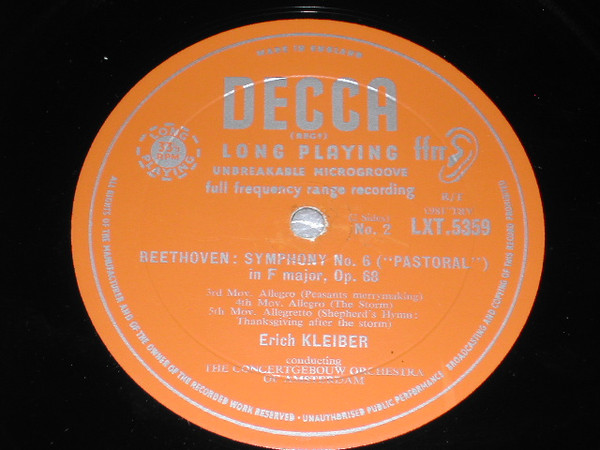 MADE IN ENGLAND
DECCA
(REGD)
LONG PLAYING
UNBREAKABLE MICROGROOVE
full frequency range recording
LONG
33⅓
RPM
PLAYING
ffrr
(2 Sides)
No. 2
LXT.5359
BEETHOVEN: SYMPHONY No. 6 ("PASTORAL")
in F major, Op. 68
3rd Mov. Allegro (Peasants merrymaking)
4th Mov. Allegro (The Storm)
5th Mov. Allegretto (Shepherd's Hymn:
Thanksgiving after the storm)
Erich KLEIBER
conducting
THE CONCERTGEBOUW ORCHESTRA
OF AMSTERDAM
ALL RIGHTS OF THE MANUFACTURER AND OF THE OWNER OF THE RECORDED WORK RESERVED • UNAUTHORISED PUBLIC PERFORMANCE, BROADCASTING AND COPYING OF THIS RECORD PROHIBITED